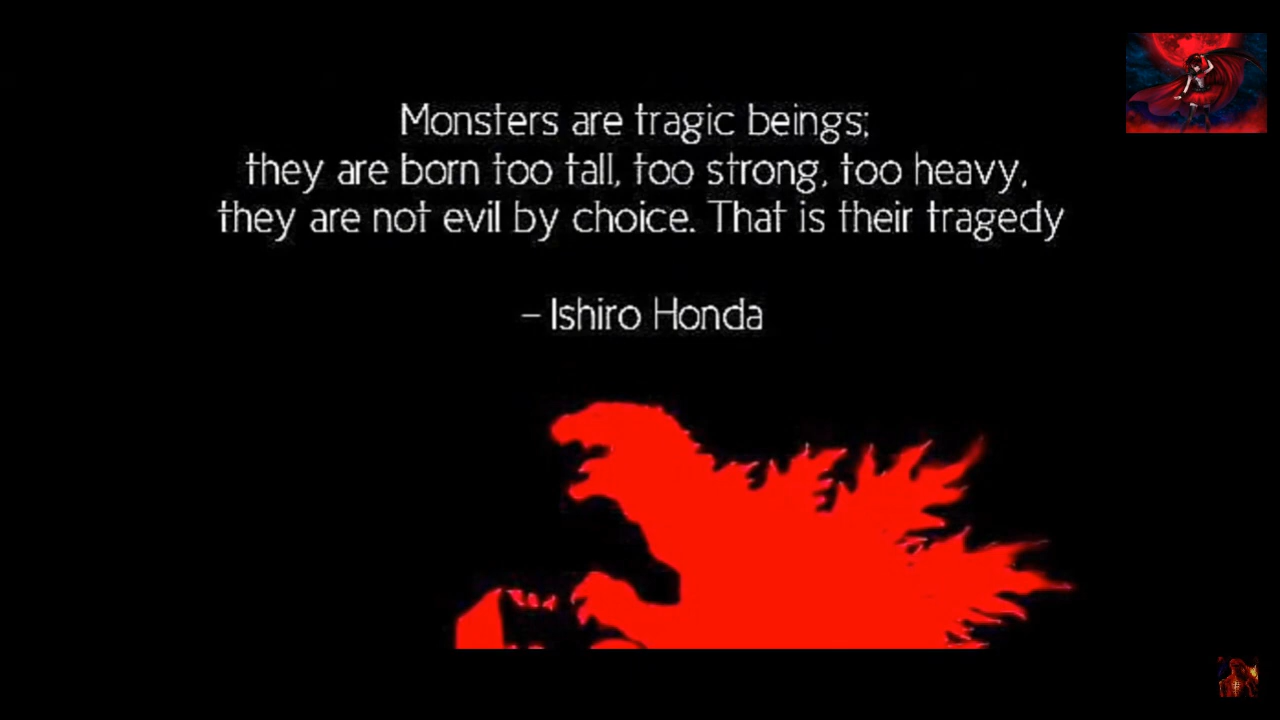 Monsters are tragic beings;
they are born too tall, too strong, too heavy,
they are not evil by choice. That is their tragedy
– Ishiro Honda